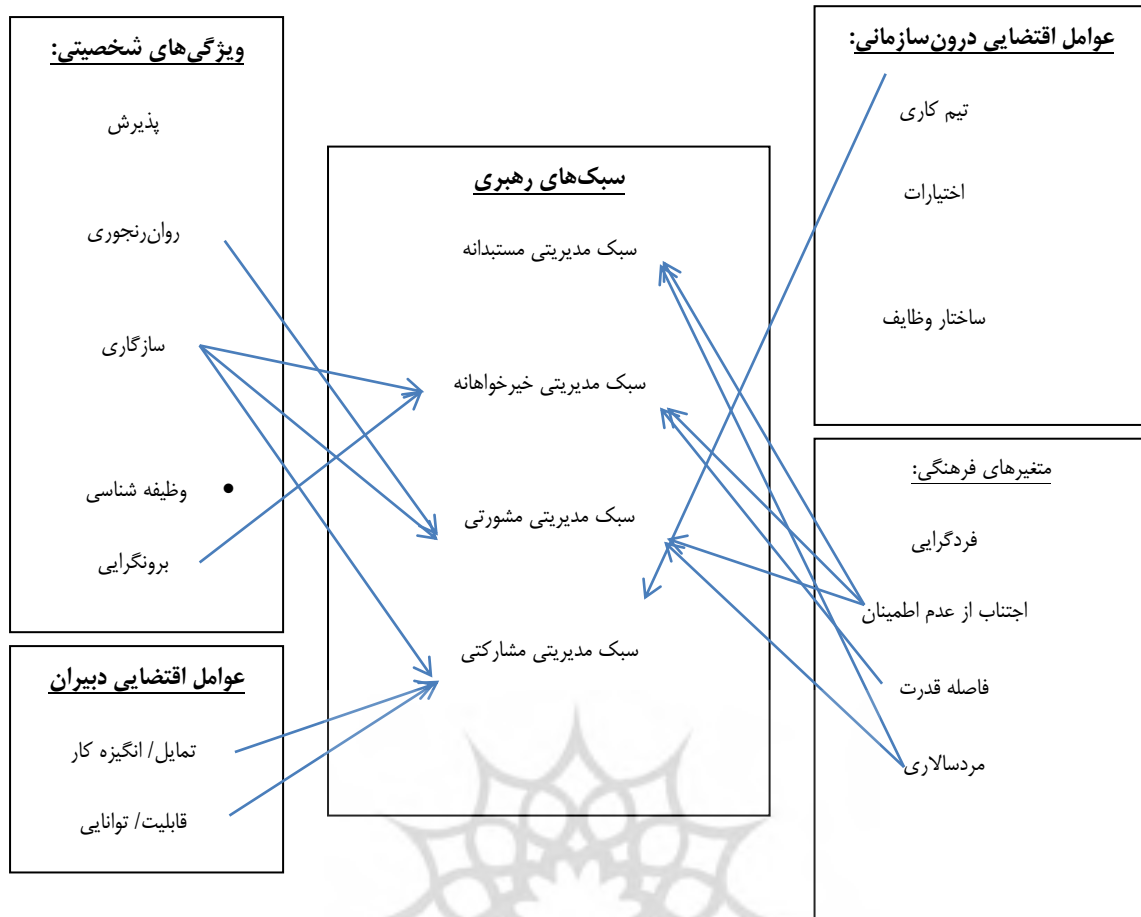 عوامل اقتضایی درون‌سازمانی:
تیم کاری
اختیارات
ساختار وظایف
متغیرهای فرهنگی:
فردگرایی
اجتناب از عدم اطمینان
فاصله قدرت
مردسالاری
سبک‌های رهبری
سبک مدیریتی مستبدانه
سبک مدیریتی خیرخواهانه
سبک مدیریتی مشورتی
سبک مدیریتی مشارکتی
ویژگی‌های شخصیتی:
پذیرش
روان‌رنجوری
سازگاری
• وظیفه شناسی
برونگرایی
عوامل اقتضایی دبیران
تمایل/ انگیزه کار
قابلیت/ توانایی